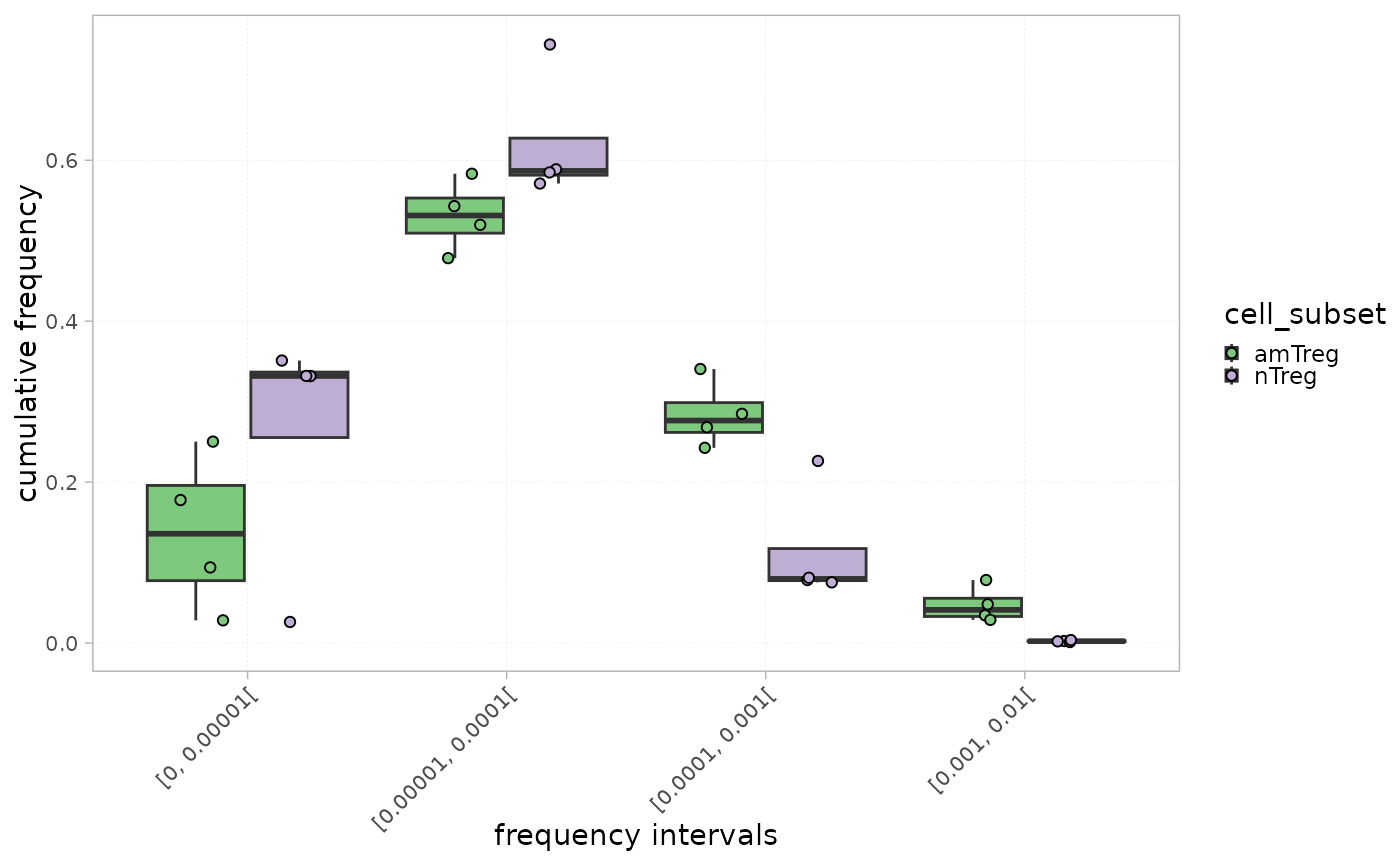 cumulative frequency
0.6
0.4
0.2
0.0
[0, 0.00001[
[0.00001, 0.0001[
[0.0001, 0.001[
[0.001, 0.01[
frequency intervals
cell_subset
amTreg
nTreg